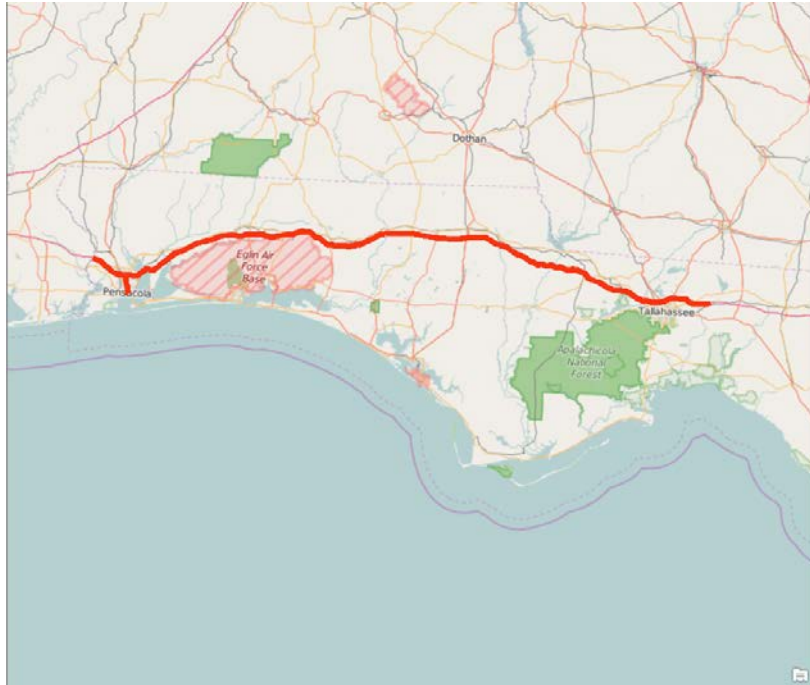 Dothan
Eglin Air
Force
Base
Pensacola
Tallahassee
Apalachicola
National
Forest